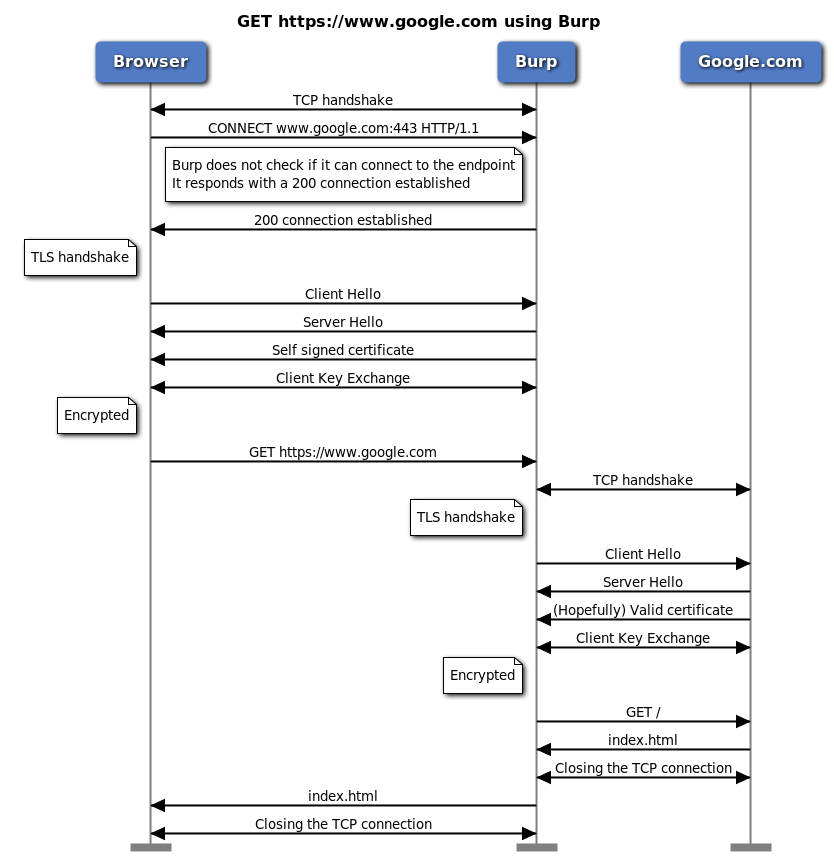 GET https://www.google.com using Burp
Browser
Burp
Google.com
TCP handshake
CONNECT www.google.com:443 HTTP/1.1
Burp does not check if it can connect to the endpoint
It responds with a 200 connection established
200 connection established
TLS handshake
Client Hello
Server Hello
Self signed certificate
Client Key Exchange
Encrypted
GET https://www.google.com
TCP handshake
TLS handshake
Client Hello
Server Hello
(Hopefully) Valid certificate
Client Key Exchange
Encrypted
GET /
index.html
Closing the TCP connection
index.html
Closing the TCP connection